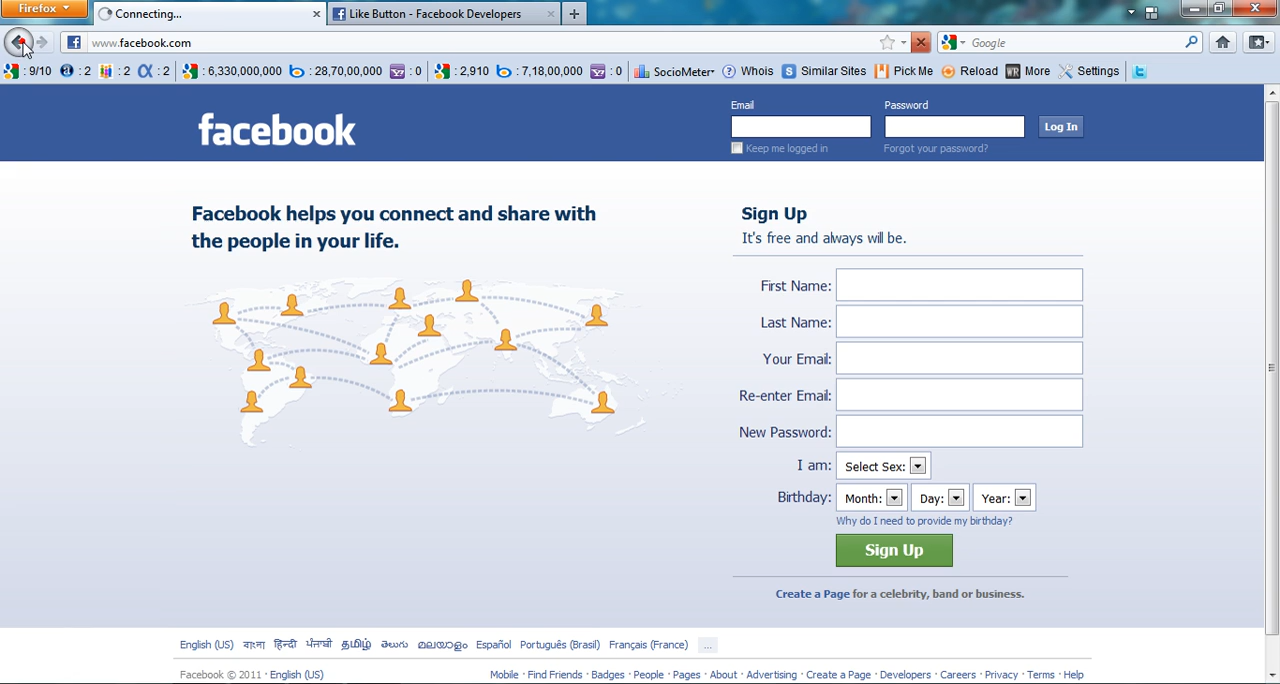 Firefox
Connecting...
Like Button - Facebook Developers
www.facebook.com
Google
: 9/10 : 2 : 2 : 2 : 6,330,000,000 : 28,70,00,000 : 0 : 2,910 : 7,18,00,000 : 0 SocioMeter Whois Similar Sites Pick Me Reload More Settings
facebook
Email
Password
Log In
Keep me logged in
Forgot your password?
Facebook helps you connect and share with
the people in your life.
Sign Up
It's free and always will be.
First Name:
Last Name:
Your Email:
Re-enter Email:
New Password:
I am: Select Sex:
Birthday: Month: Day: Year:
Why do I need to provide my birthday?
Sign Up
Create a Page for a celebrity, band or business.
English (US) বাংলা हिन्दी ਪੰਜਾਬੀ தமிழ் తెలుగు മലയാളം Español Português (Brasil) Français (France) ...
Facebook © 2011 · English (US)
Mobile · Find Friends · Badges · People · Pages · About · Advertising · Create a Page · Developers · Careers · Privacy · Terms · Help